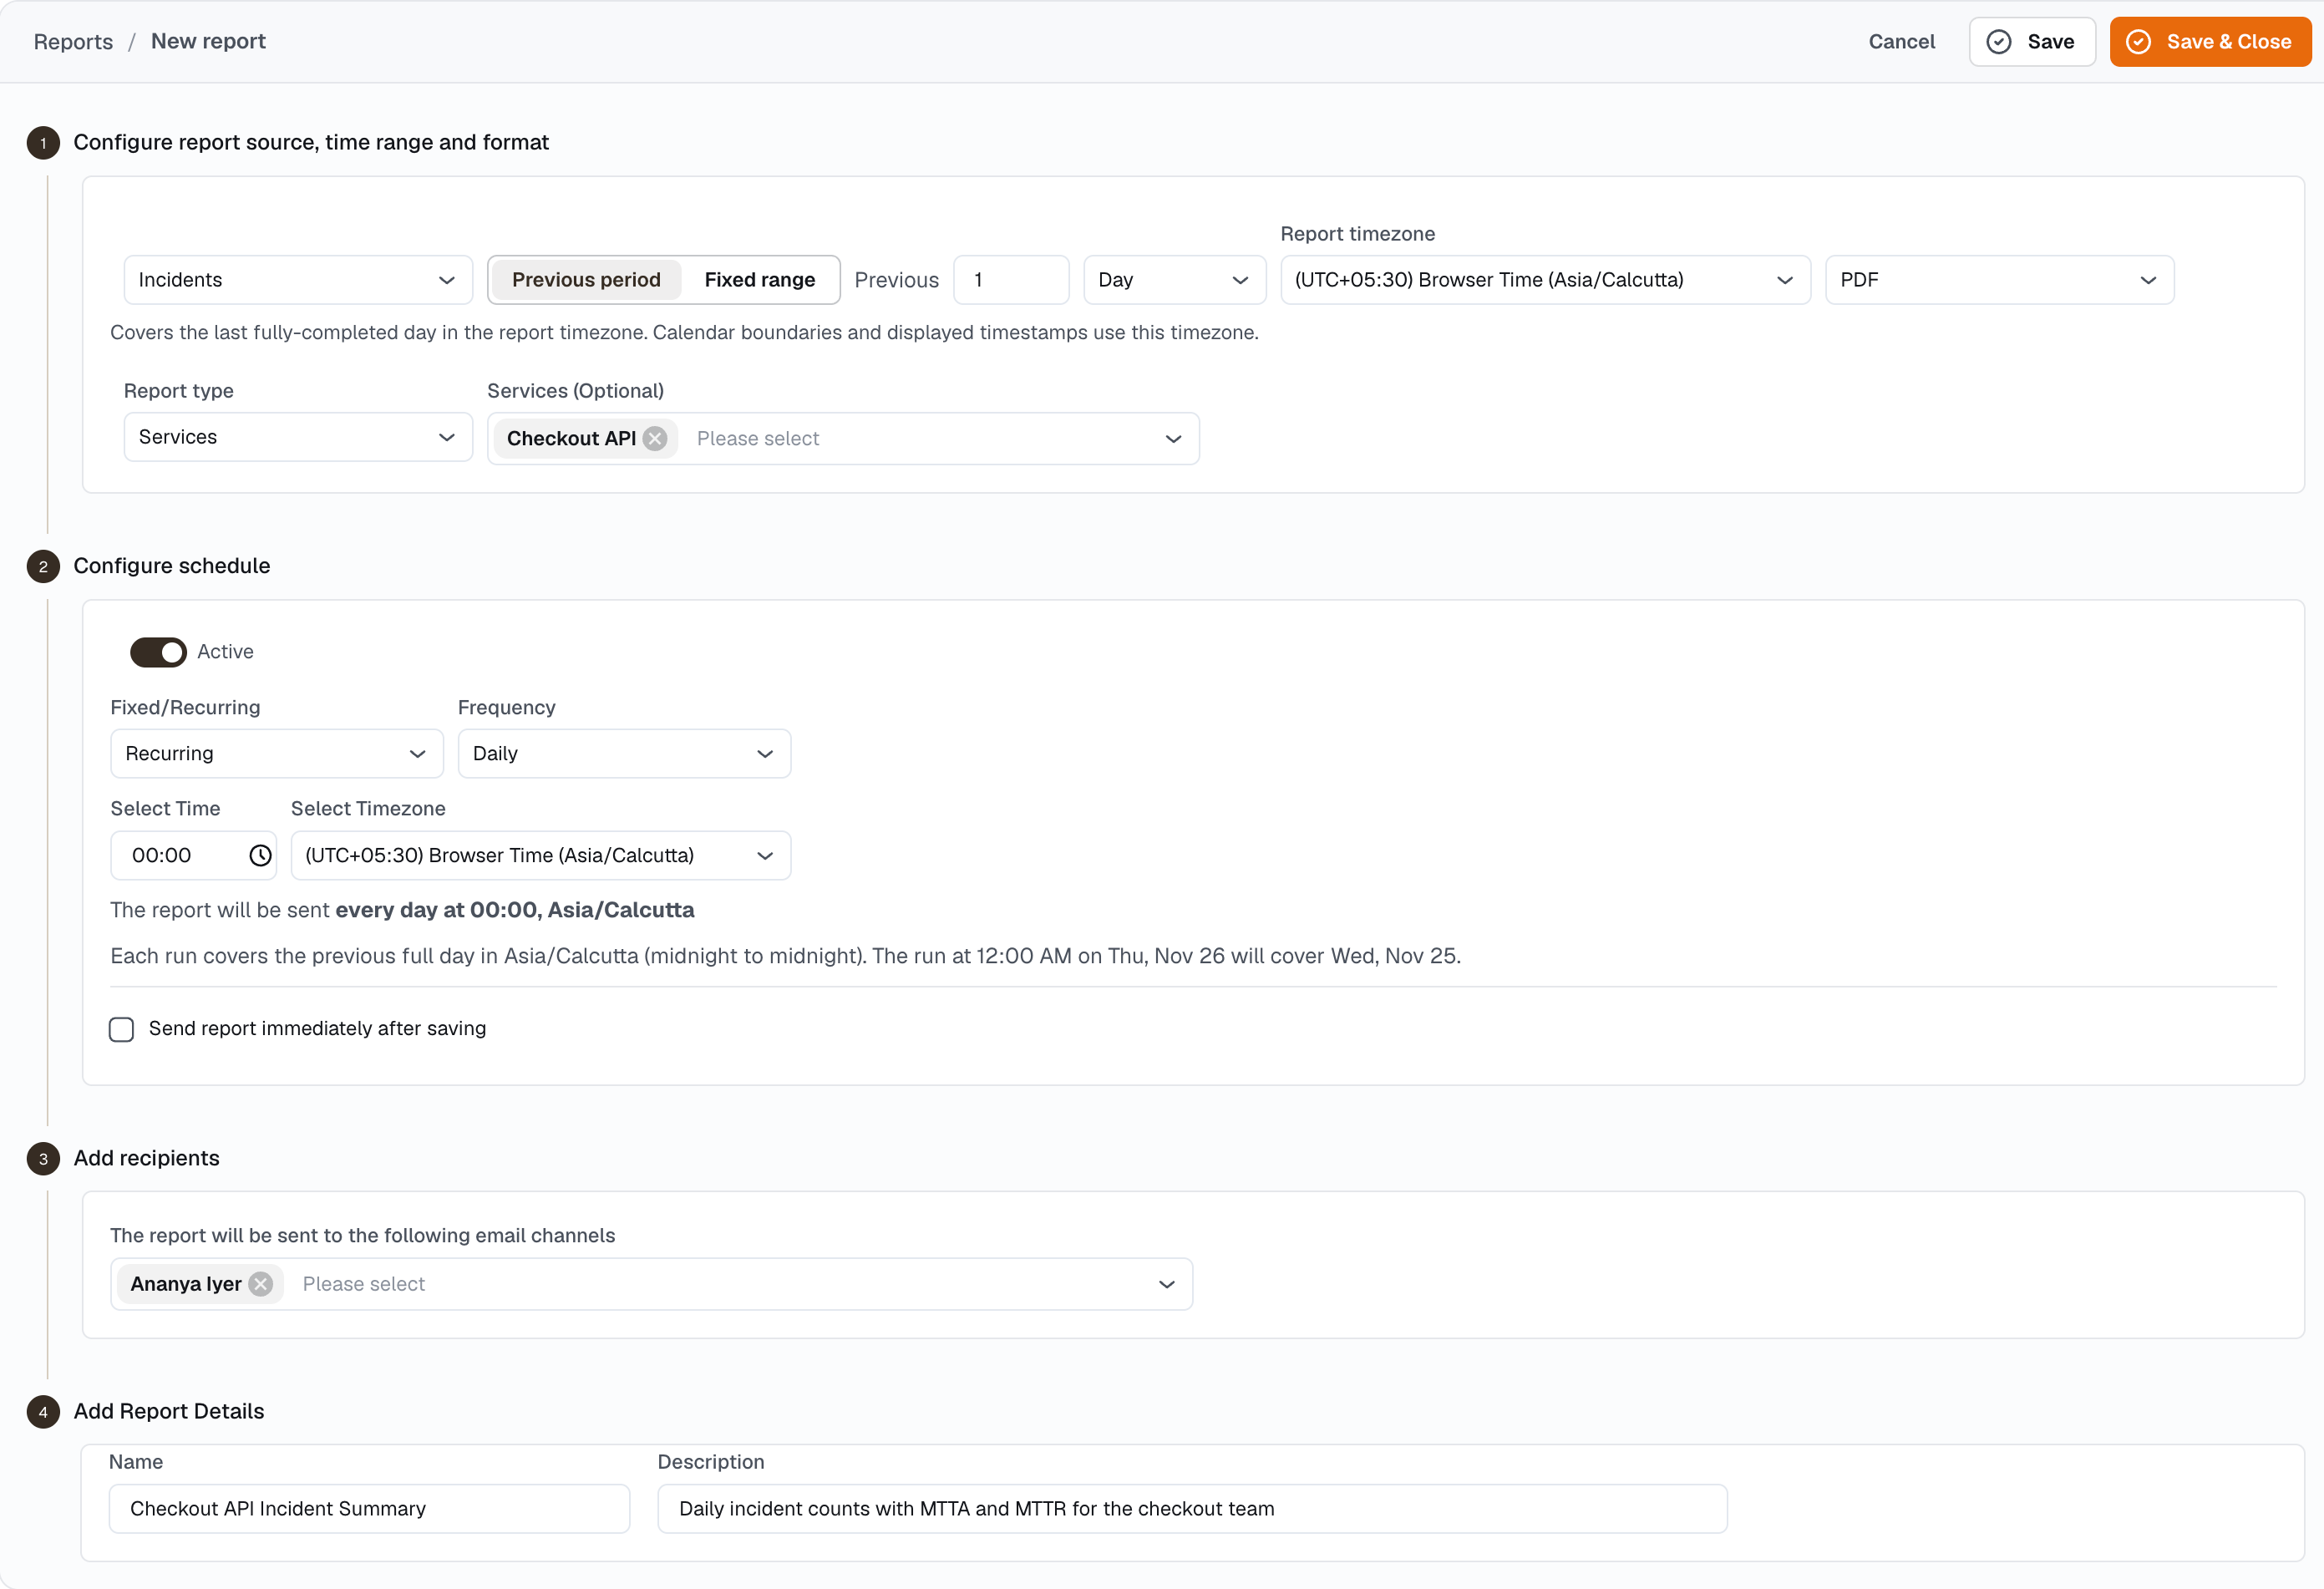 Reports / New report
Cancel
Save
Save & Close
1 Configure report source, time range and format
Report timezone
Incidents
Previous period Fixed range
Previous 1 Day
(UTC+05:30) Browser Time (Asia/Calcutta)
PDF
Covers the last fully-completed day in the report timezone. Calendar boundaries and displayed timestamps use this timezone.
Report type
Services (Optional)
Services
Checkout API Please select
2 Configure schedule
Active
Fixed/Recurring
Frequency
Recurring
Daily
Select Time
Select Timezone
00:00
(UTC+05:30) Browser Time (Asia/Calcutta)
The report will be sent every day at 00:00, Asia/Calcutta
Each run covers the previous full day in Asia/Calcutta (midnight to midnight). The run at 12:00 AM on Thu, Nov 26 will cover Wed, Nov 25.
Send report immediately after saving
3 Add recipients
The report will be sent to the following email channels
Ananya Iyer Please select
4 Add Report Details
Name
Description
Checkout API Incident Summary
Daily incident counts with MTTA and MTTR for the checkout team